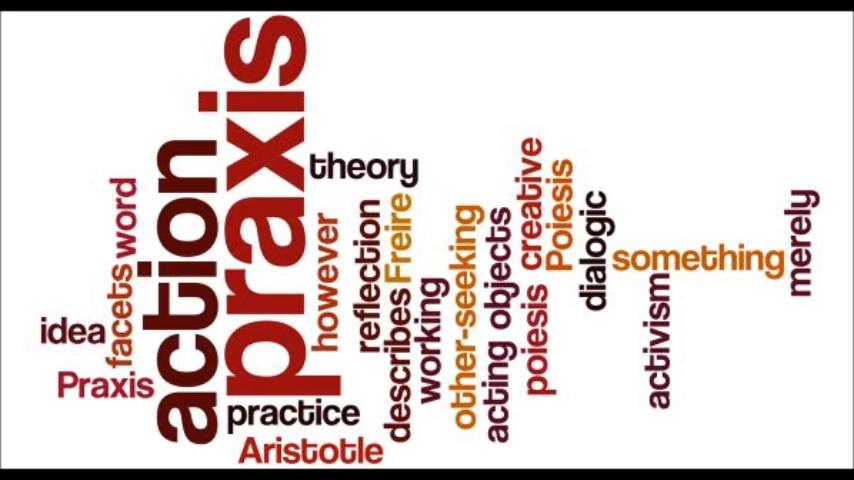 word
facets
idea
Praxis
action
praxis
theory
however
practice
Aristotle
reflection
Freire
describes
working
other-seeking
objects
acting
creative
poiesis
Poiesis
dialogic
something
activism
merely